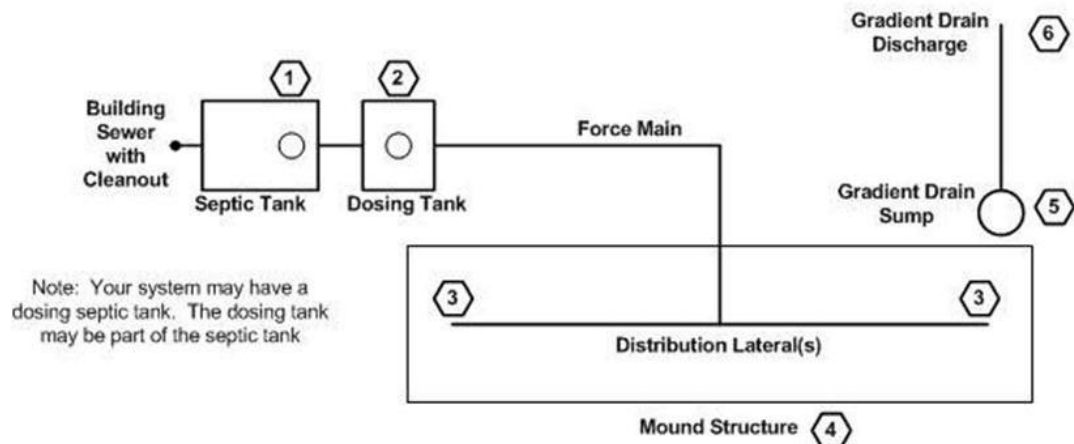 Gradient Drain
Discharge
6
1
2
Building
Sewer
with
Cleanout
Force Main
Septic Tank
Dosing Tank
Gradient Drain
Sump
5
Note: Your system may have a
dosing septic tank. The dosing tank
may be part of the septic tank
3
3
Distribution Lateral(s)
Mound Structure
4